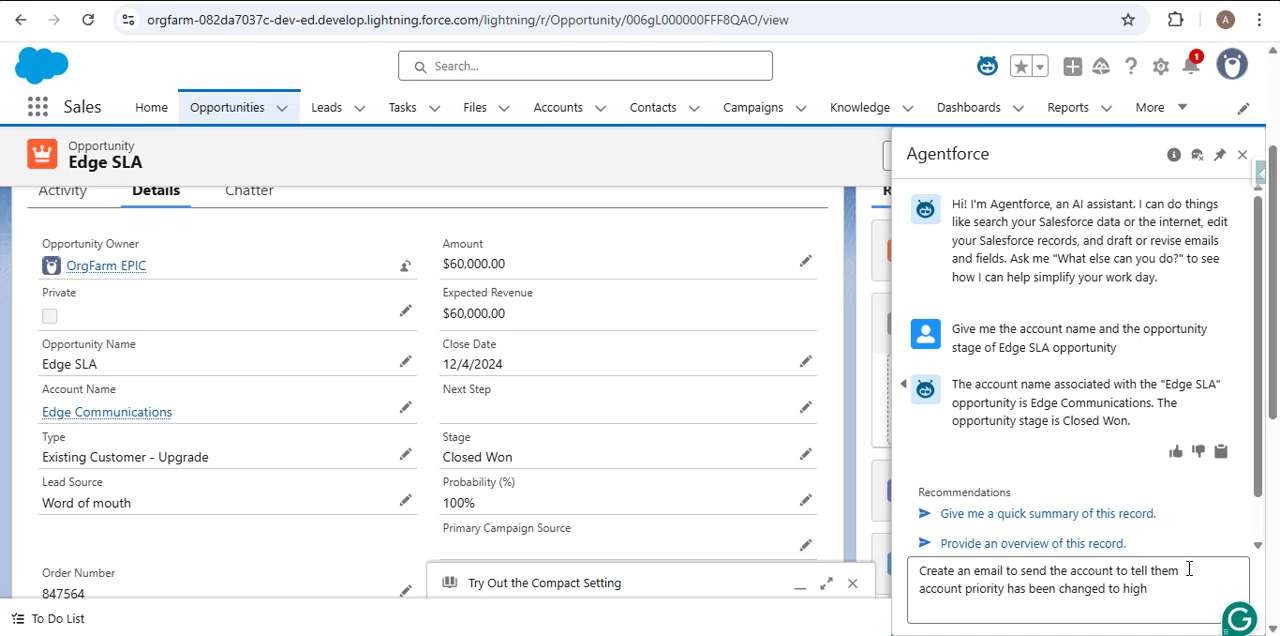 orgfarm-082da7037c-dev-ed.develop.lightning.force.com/lightning/r/Opportunity/006gL000000FFF8QAO/view
A
Search...
1
Sales
Home
Opportunities
Leads
Tasks
Files
Accounts
Contacts
Campaigns
Knowledge
Dashboards
Reports
More
Opportunity
Edge SLA
Activity
Details
Chatter
Opportunity Owner
OrgFarm EPIC
Private
Opportunity Name
Edge SLA
Account Name
Edge Communications
Type
Existing Customer - Upgrade
Lead Source
Word of mouth
Order Number
847564
Amount
$60,000.00
Expected Revenue
$60,000.00
Close Date
12/4/2024
Next Step
Stage
Closed Won
Probability (%)
100%
Primary Campaign Source
Try Out the Compact Setting
To Do List
Agentforce
Hi! I'm Agentforce, an AI assistant. I can do things
like search your Salesforce data or the internet, edit
your Salesforce records, and draft or revise emails
and fields. Ask me "What else can you do?" to see
how I can help simplify your work day.
Give me the account name and the opportunity
stage of Edge SLA opportunity
The account name associated with the "Edge SLA"
opportunity is Edge Communications. The
opportunity stage is Closed Won.
Recommendations
Give me a quick summary of this record.
Provide an overview of this record.
Create an email to send the account to tell them
account priority has been changed to high